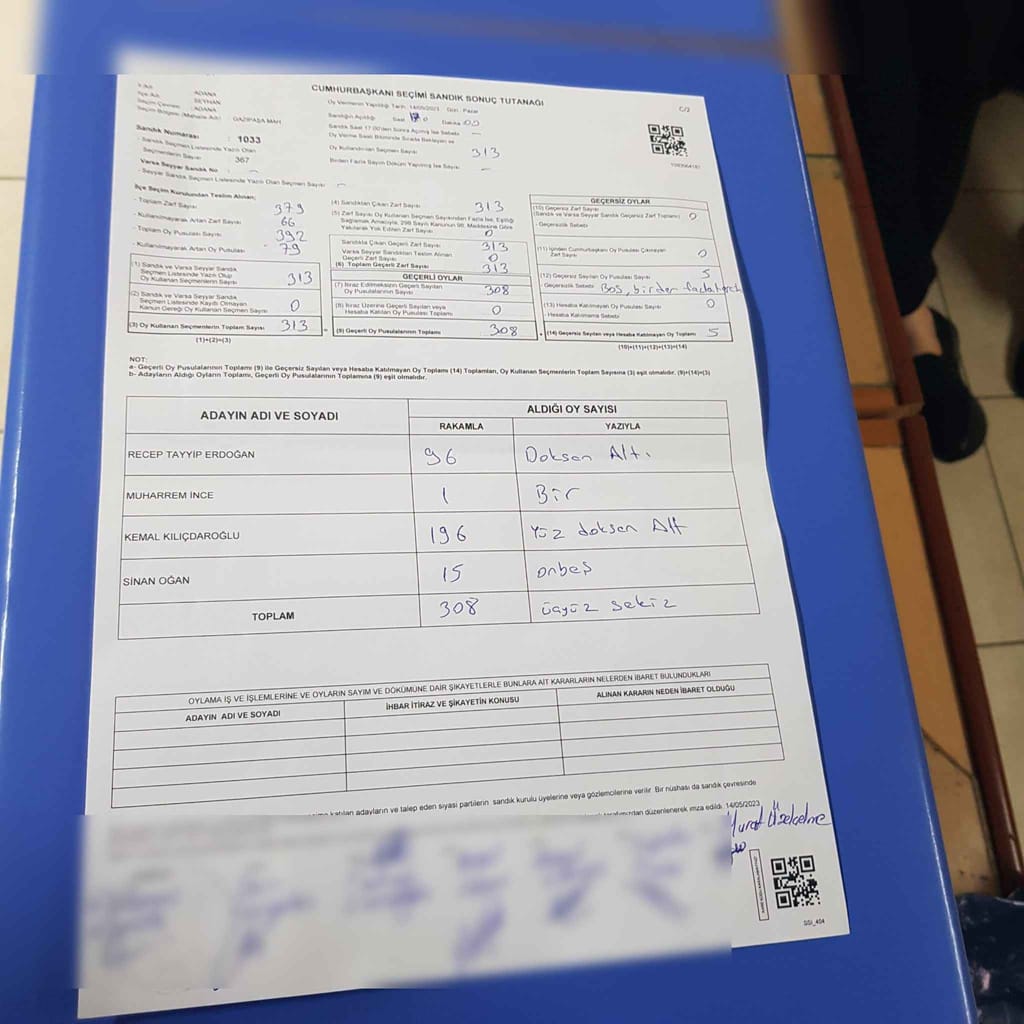 CUMHURBAŞKANI SEÇİMİ SANDIK SONUÇ TUTANAĞI
C/2
İl Adı : ADANA
İlçe Adı : SEYHAN
Seçim Çevresi : ADANA
Seçim Bölgesi (Mahalle Adı) : GAZİPAŞA MAH.
Sandık Numarası : 1033
- Sandık Seçmen Listesinde Yazılı Olan
Seçmenlerin Sayısı : 367
Varsa Seyyar Sandık No : —
- Seyyar Sandık Seçmen Listesinde Yazılı Olan Seçmen Sayısı : —
Oy Vermenin Yapıldığı Tarih: 14/05/2023 Gün: Pazar
Sandığın Açıldığı Saat Dakika 00
Sandık Saat 17.00'den Sonra Açılmış İse Sebebi —
Oy Verme Saati Bitiminde Sırada Bekleyen ve
Oy Kullandırılan Seçmen Sayısı 313
Birden Fazla Sayım Döküm Yapılmış İse Sayısı —
İlçe Seçim Kurulundan Teslim Alınan;
- Toplam Zarf Sayısı 379
- Kullanılmayarak Artan Zarf Sayısı 66
- Toplam Oy Pusulası Sayısı 392
- Kullanılmayarak Artan Oy Pusulası 79
(1) Sandık ve Varsa Seyyar Sandık
Seçmen Listesinde Yazılı Olup
Oy Kullanan Seçmenlerin Sayısı 313
(2) Sandık ve Varsa Seyyar Sandık
Seçmen Listesinde Kayıtlı Olmayan
Kanun Gereği Oy Kullanan Seçmen Sayısı 0
(3) Oy Kullanan Seçmenlerin Toplam Sayısı 313
(1)+(2)=(3)
(4) Sandıktan Çıkan Zarf Sayısı 313
(5) Zarf Sayısı Oy Kullanan Seçmen Sayısından Fazla İse, Eşitliği
Sağlamak Amacıyla, 298 Sayılı Kanunun 98. Maddesine Göre
Yakılarak Yok Edilen Zarf Sayısı 0
Sandıkta Çıkan Geçerli Zarf Sayısı 313
Varsa Seyyar Sandıktan Teslim Alınan
Geçerli Zarf Sayısı 0
(6) Toplam Geçerli Zarf Sayısı 313
GEÇERLİ OYLAR
(7) İtiraz Edilmeksizin Geçerli Sayılan
Oy Pusulalarının Sayısı 308
(8) İtiraz Üzerine Geçerli Sayılan veya
Hesaba Katılan Oy Pusulası Toplamı 0
(9) Geçerli Oy Pusulalarının Toplamı 308
GEÇERSİZ OYLAR
(10) Geçersiz Zarf Sayısı
(Sandık ve Varsa Seyyar Sandık Geçersiz Zarf Toplamı) 0
- Geçersizlik Sebebi
(11) İçinden Cumhurbaşkanı Oy Pusulası Çıkmayan
Zarf Sayısı 0
(12) Geçersiz Sayılan Oy Pusulası Sayısı 5
- Geçersizlik Sebebi Boş, birden fazla tercih
(13) Hesaba Katılmayan Oy Pusulası Sayısı 0
- Hesaba Katılmama Sebebi
(14) Geçersiz Sayılan veya Hesaba Katılmayan Oy Toplamı 5
(10)+(11)+(12)+(13)=(14)
NOT:
a- Geçerli Oy Pusulalarının Toplamı (9) ile Geçersiz Sayılan veya Hesaba Katılmayan Oy Toplamı (14) Toplamları, Oy Kullanan Seçmenlerin Toplam Sayısına (3) eşit olmalıdır. (9)+(14)=(3)
b- Adayların Aldığı Oyların Toplamı, Geçerli Oy Pusulalarının Toplamına (9) eşit olmalıdır.
ADAYIN ADI VE SOYADI ALDIĞI OY SAYISI
RAKAMLA YAZIYLA
RECEP TAYYİP ERDOĞAN 96 Doksan Altı
MUHARREM İNCE 1 Bir
KEMAL KILIÇDAROĞLU 196 Yüz doksan Alt
SİNAN OĞAN 15 onbeş
TOPLAM 308 üçyüz sekiz
OYLAMA İŞ VE İŞLEMLERİNE VE OYLARIN SAYIM VE DÖKÜMÜNE DAİR ŞİKAYETLERLE BUNLARA AİT KARARLARIN NELERDEN İBARET BULUNDUKLARI
ADAYIN ADI VE SOYADI İHBAR İTİRAZ VE ŞİKAYETİN KONUSU ALINAN KARARIN NEDEN İBARET OLDUĞU
katılan adayların ve talep eden siyasi partilerin sandık kurulu üyelerine veya gözlemcilerine verilir. Bir nüshası da sandık çevresinde
tarafımızdan düzenlenerek imza edildi. 14/05/2023
SSI_404